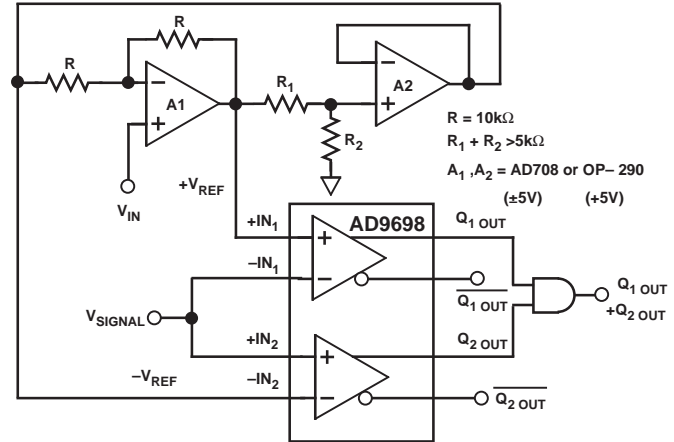 R
R
R1
A1
A2
R = 10kΩ
R2
R1 + R2 >5kΩ
A1 ,A2 = AD708 or OP– 290
(±5V) (+5V)
VIN
+VREF
AD9698
+IN1
Q1 OUT
–IN1
Q1 OUT
Q1 OUT
+Q2 OUT
VSIGNAL
+IN2
Q2 OUT
–VREF
–IN2
Q2 OUT